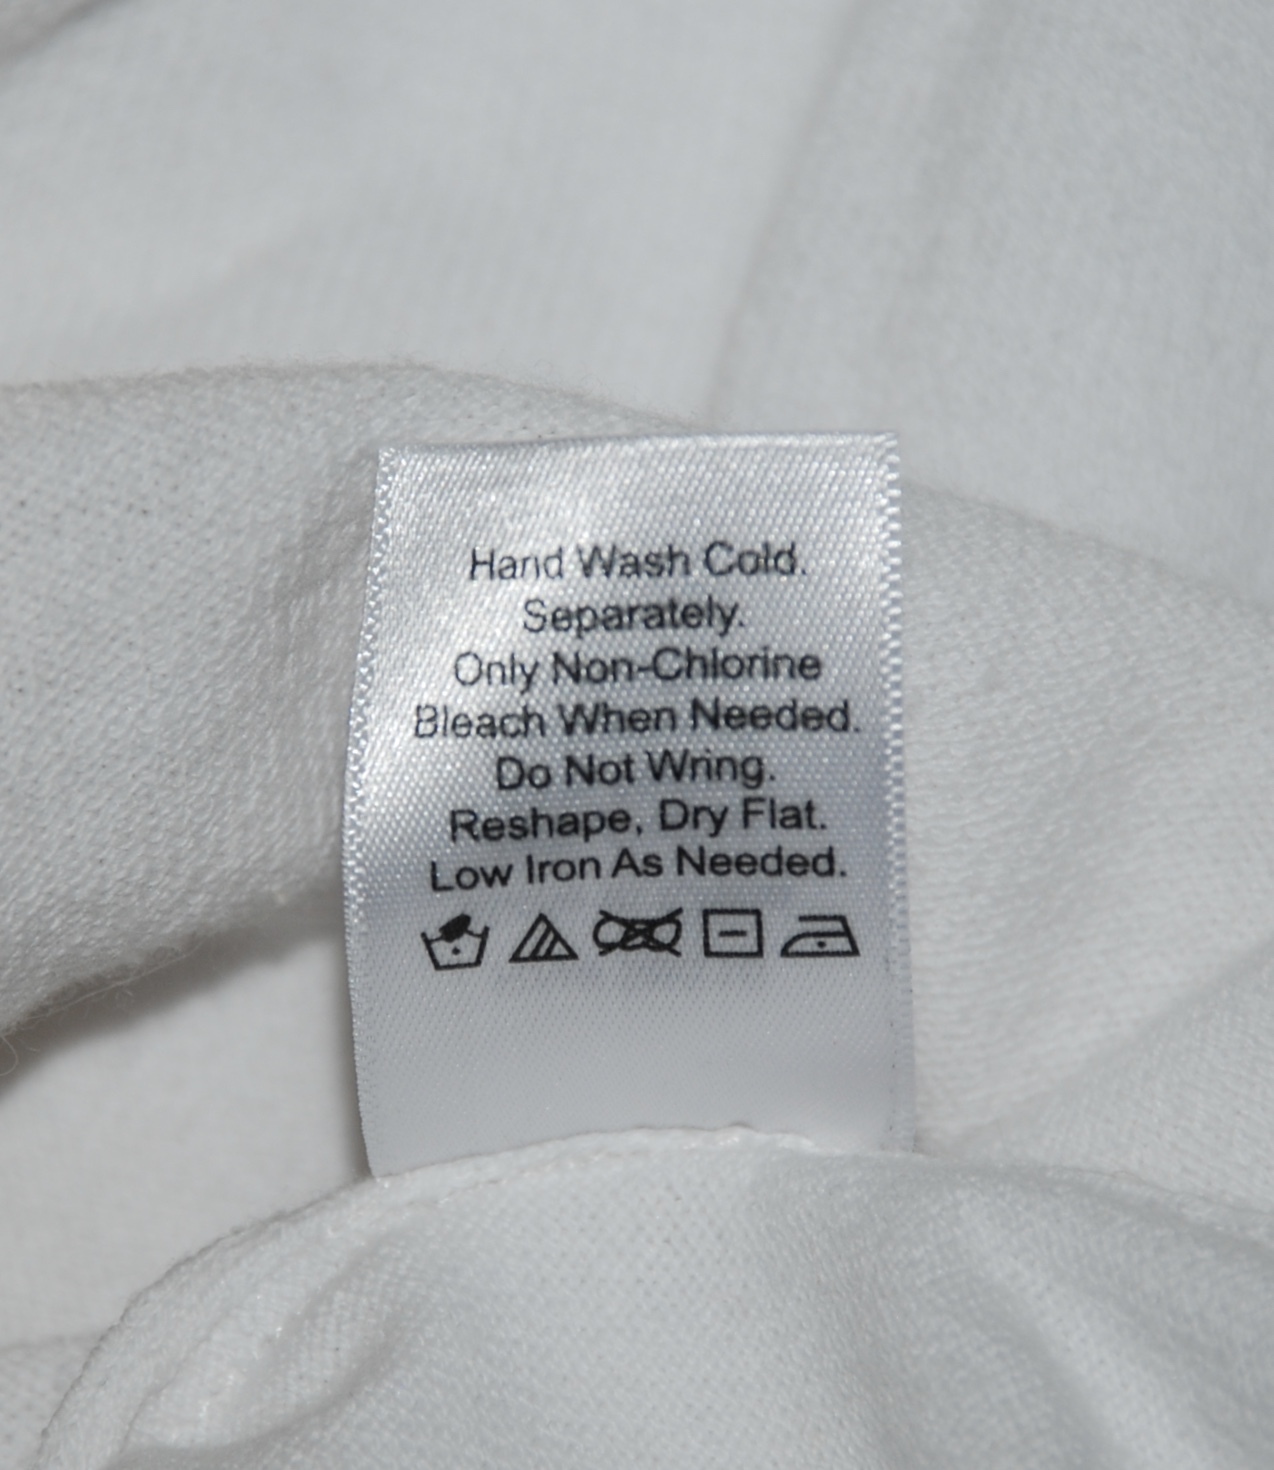 Hand Wash Cold.
Separately.
Only Non-Chlorine
Bleach When Needed.
Do Not Wring.
Reshape, Dry Flat.
Low Iron As Needed.